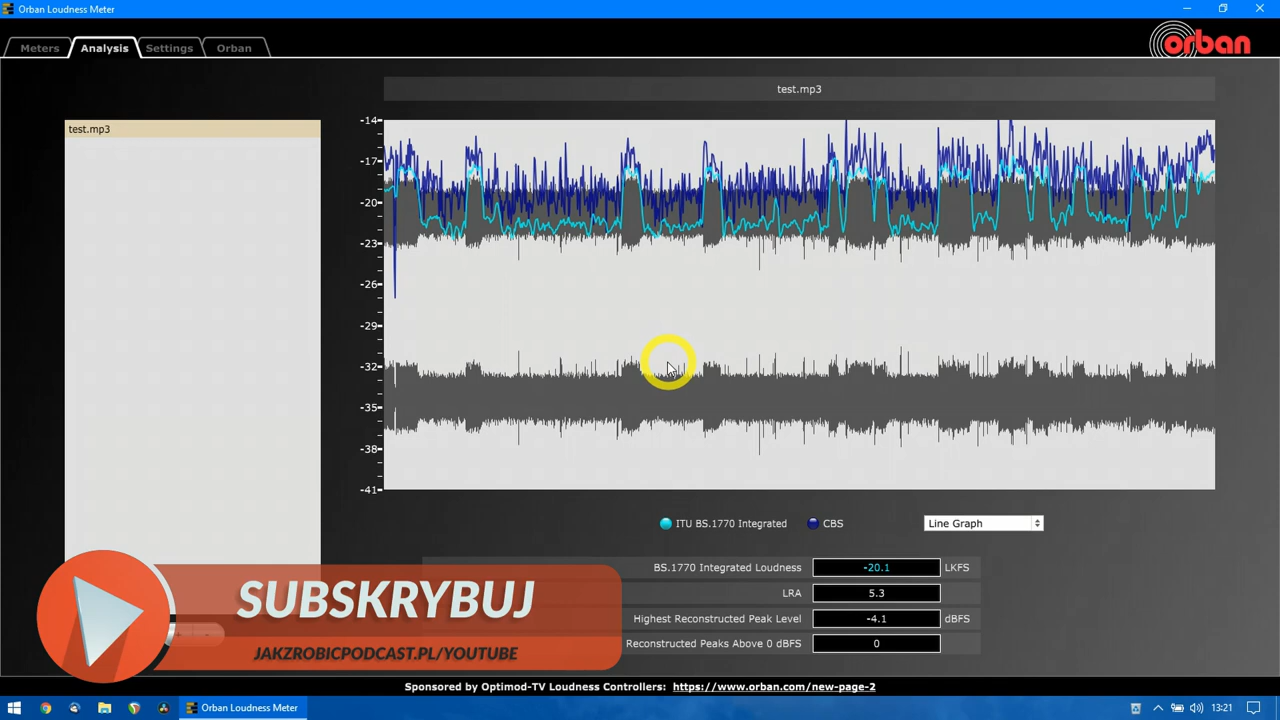 Orban Loudness Meter
Meters
Analysis
Settings
Orban
orban
test.mp3
test.mp3
-14
-17
-20
-23
-26
-29
-32
-35
-38
-41
ITU BS.1770 Integrated
CBS
Line Graph
BS.1770 Integrated Loudness -20.1 LKFS
LRA 5.3
Highest Reconstructed Peak Level -4.1 dBFS
Reconstructed Peaks Above 0 dBFS 0
SUBSKRYBUJ
JAKZROBICPODCAST.PL/YOUTUBE
Sponsored by Optimod-TV Loudness Controllers: https://www.orban.com/new-page-2
Orban Loudness Meter
13:21